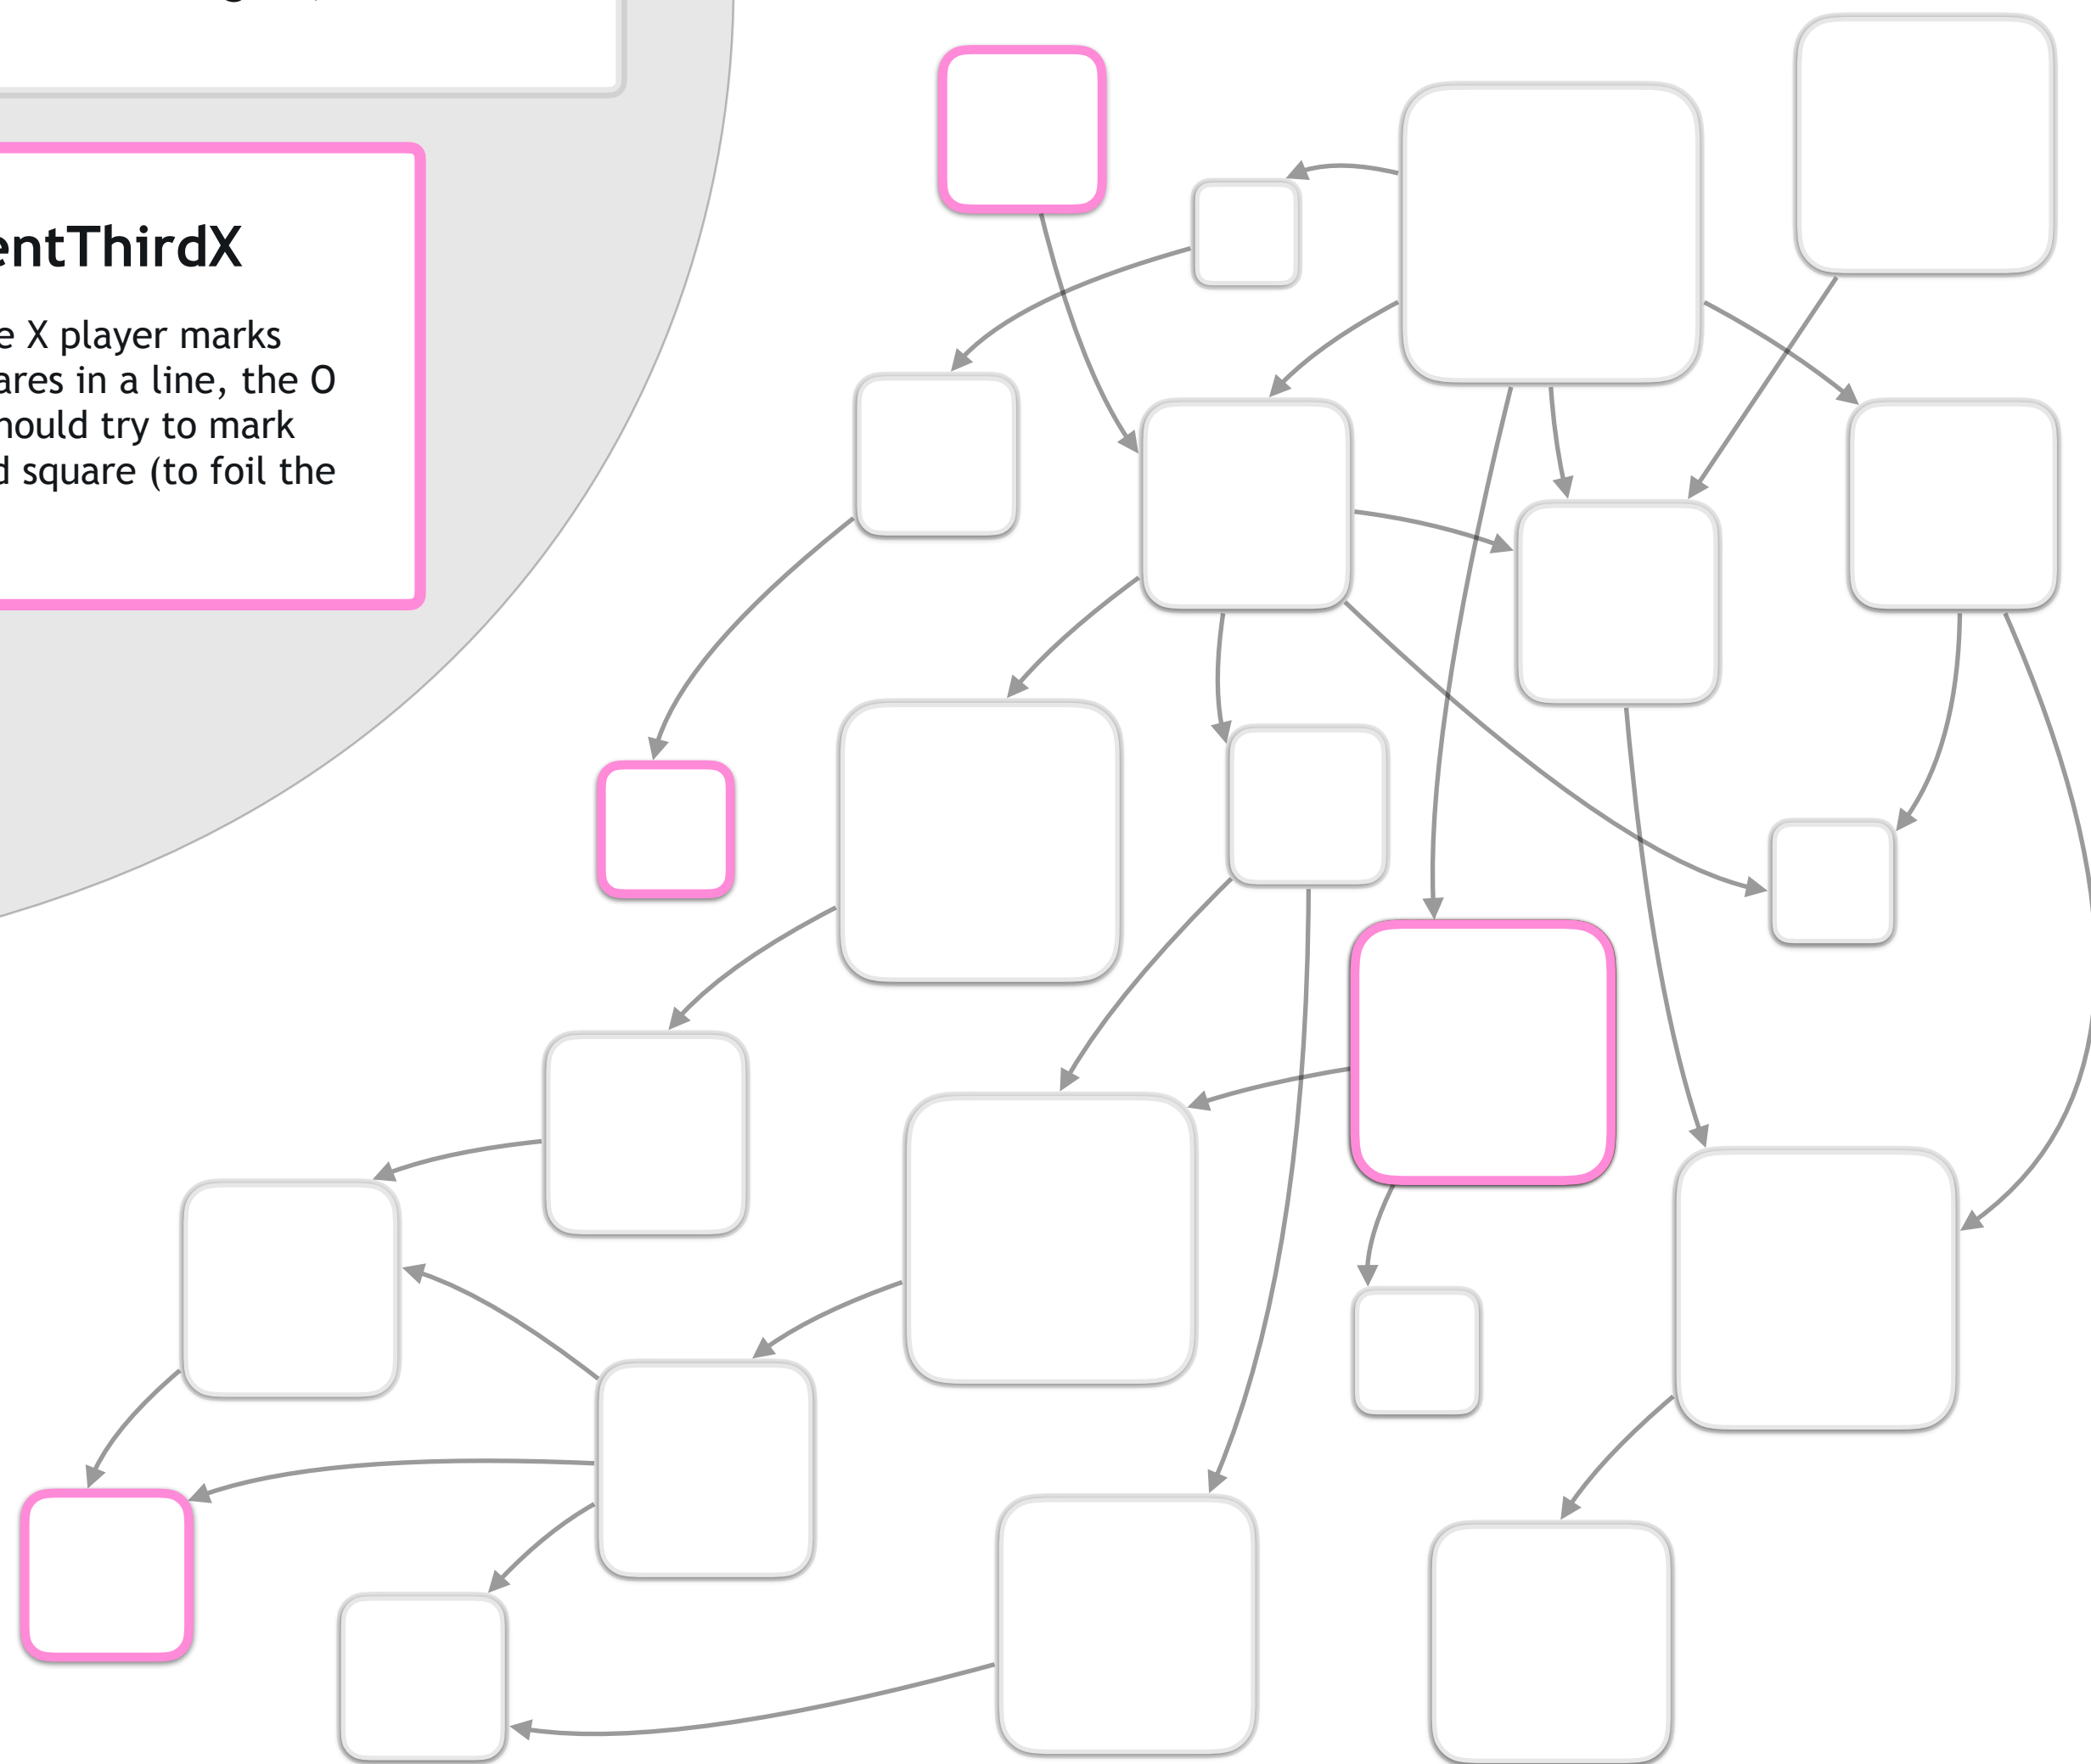 entThirdX
e X player marks
ares in a line, the O
hould try to mark
d square (to foil the